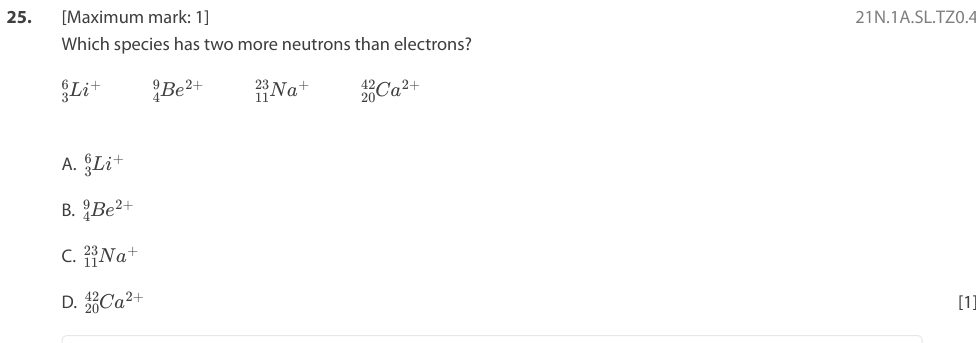 25. [Maximum mark: 1] 21N.1A.SL.TZ0.4
Which species has two more neutrons than electrons?
⁶₃Li⁺ ⁹₄Be²⁺ ²³₁₁Na⁺ ⁴²₂₀Ca²⁺
A. ⁶₃Li⁺
B. ⁹₄Be²⁺
C. ²³₁₁Na⁺
D. ⁴²₂₀Ca²⁺ [1]